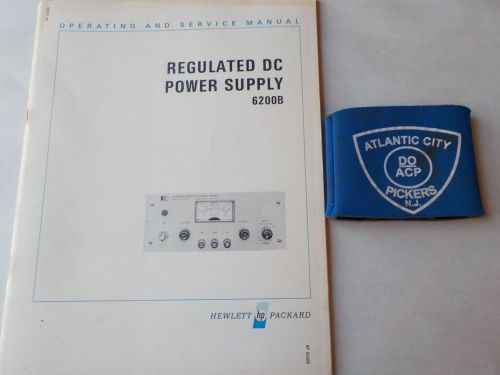 OPERATING AND SERVICE MANUAL
REGULATED DC
POWER SUPPLY
6200B
HEWLETT hp PACKARD
ATLANTIC CITY
DO
ACP
PICKERS
N.J.